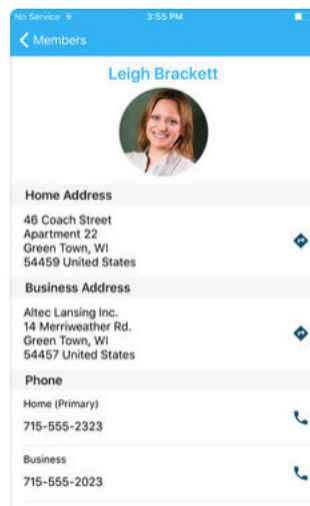 No Service 3:55 PM
Members
Leigh Brackett
Home Address
46 Coach Street
Apartment 22
Green Town, WI
54459 United States
Business Address
Altec Lansing Inc.
14 Merriweather Rd.
Green Town, WI
54457 United States
Phone
Home (Primary)
715-555-2323
Business
715-555-2023